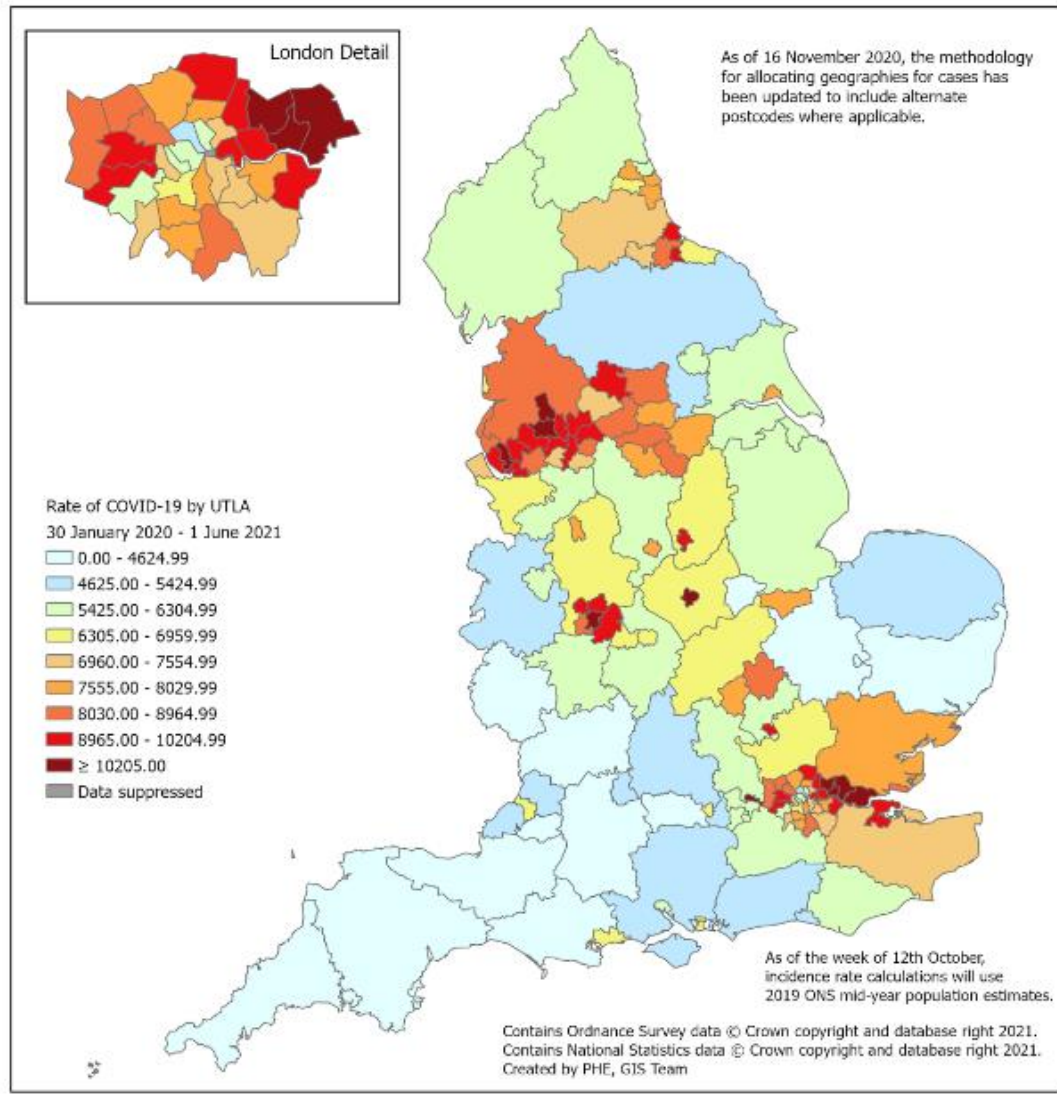 London Detail
As of 16 November 2020, the methodology
for allocating geographies for cases has
been updated to include alternate
postcodes where applicable.
Rate of COVID-19 by UTLA
30 January 2020 - 1 June 2021
0.00 - 4624.99
4625.00 - 5424.99
5425.00 - 6304.99
6305.00 - 6959.99
6960.00 - 7554.99
7555.00 - 8029.99
8030.00 - 8964.99
8965.00 - 10204.99
≥ 10205.00
Data suppressed
As of the week of 12th October,
incidence rate calculations will use
2019 ONS mid-year population estimates.
Contains Ordnance Survey data © Crown copyright and database right 2021.
Contains National Statistics data © Crown copyright and database right 2021.
Created by PHE, GIS Team